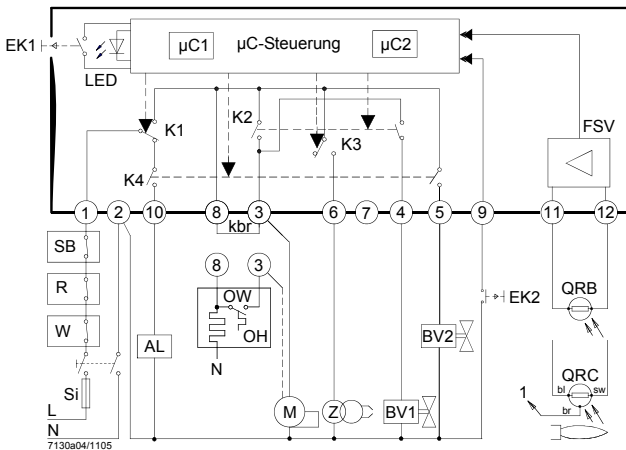 EK1
LED
µC1
µC-Steuerung
µC2
K1
K2
K3
K4
FSV
1
2
10
8
3
6
7
4
5
9
11
12
kbr
SB
R
W
Si
L
N
7130a04/1105
8
3
OW
OH
N
AL
M
Z
BV1
BV2
EK2
QRB
QRC
bl
sw
br
1